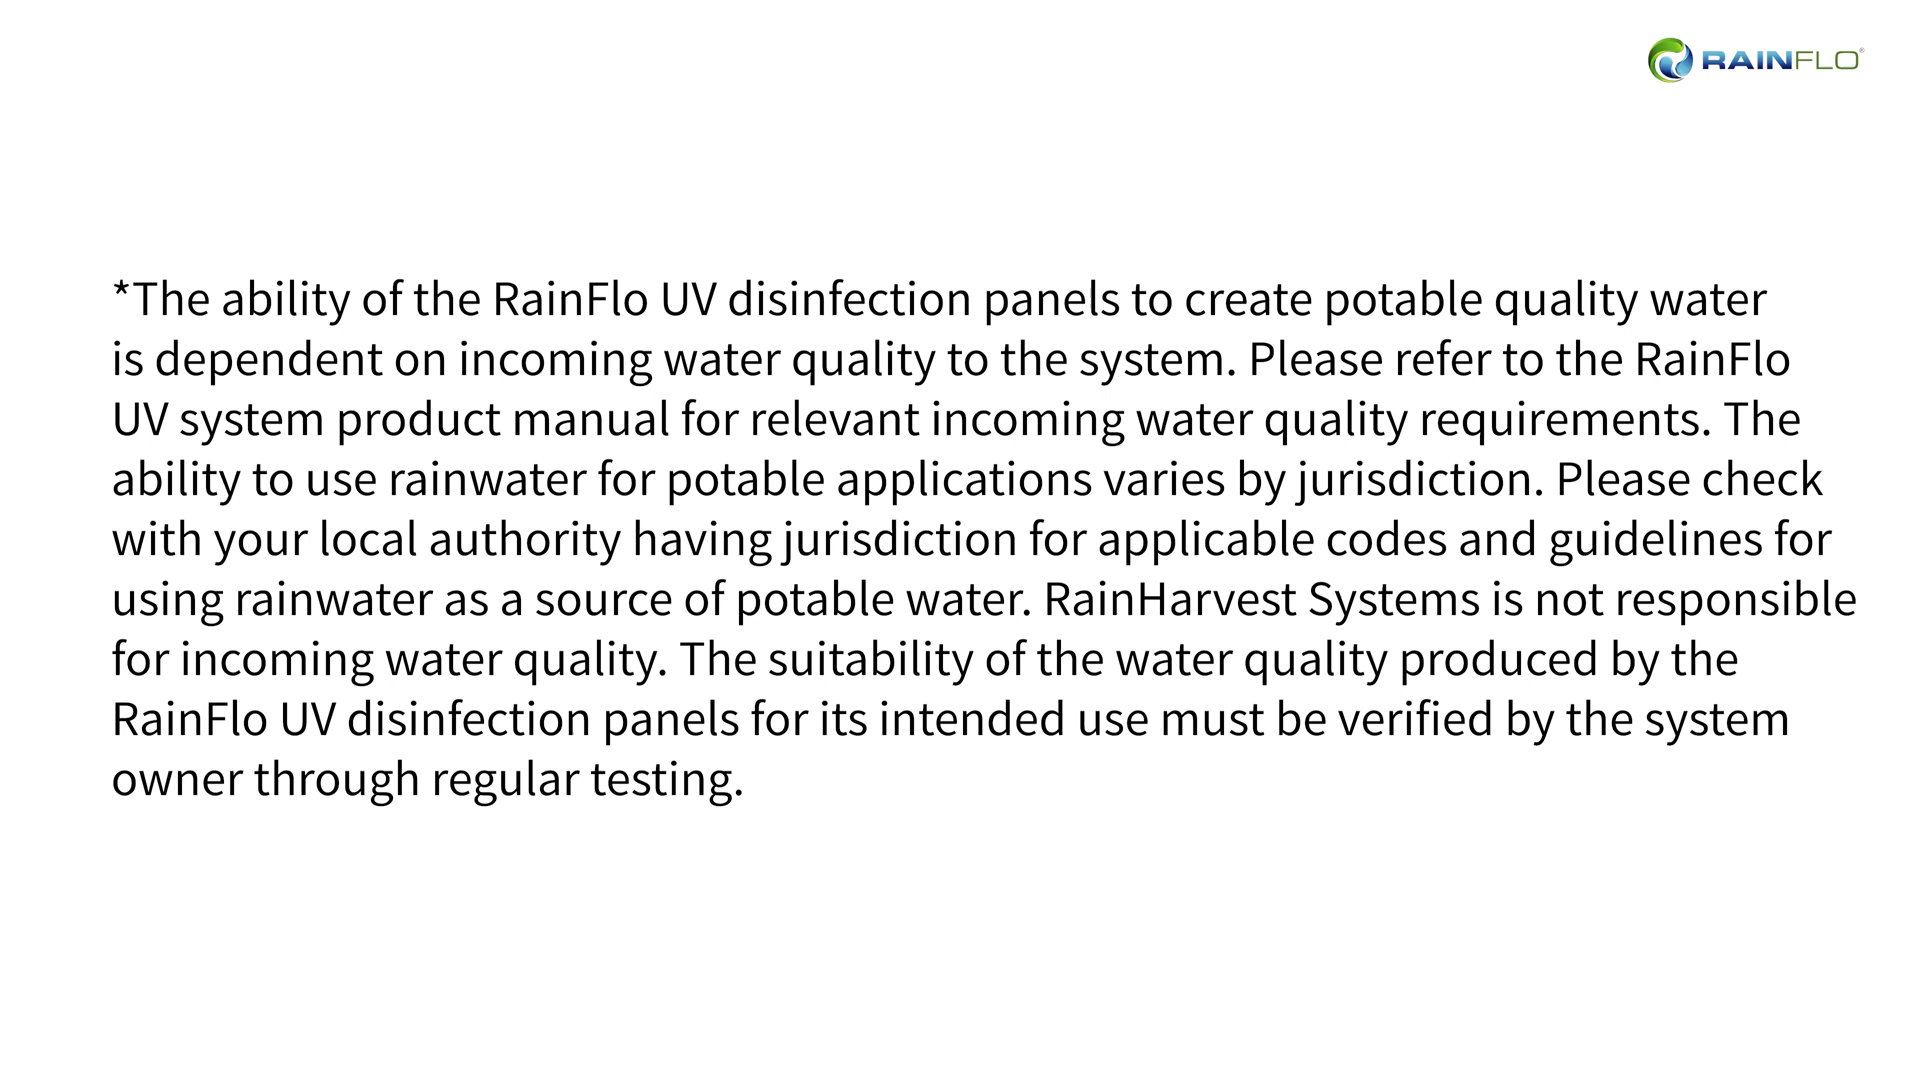 RAINFLO®
*The ability of the RainFlo UV disinfection panels to create potable quality water
is dependent on incoming water quality to the system. Please refer to the RainFlo
UV system product manual for relevant incoming water quality requirements. The
ability to use rainwater for potable applications varies by jurisdiction. Please check
with your local authority having jurisdiction for applicable codes and guidelines for
using rainwater as a source of potable water. RainHarvest Systems is not responsible
for incoming water quality. The suitability of the water quality produced by the
RainFlo UV disinfection panels for its intended use must be verified by the system
owner through regular testing.